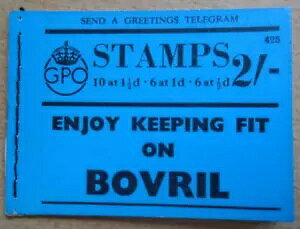 SEND A GREETINGS TELEGRAM
425
GPO
STAMPS 2/-
10 at 1½d · 6 at 1d · 6 at ½d
ENJOY KEEPING FIT
ON
BOVRIL